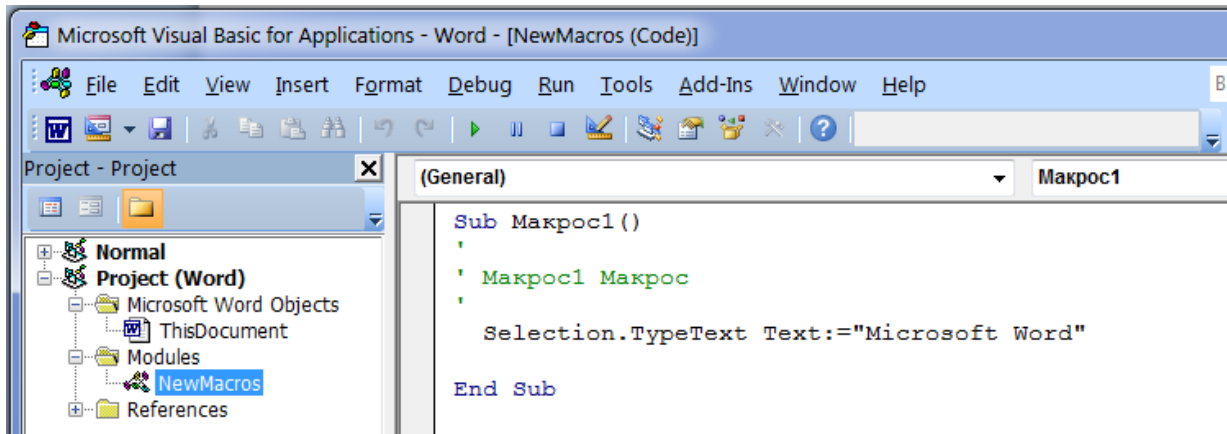 Microsoft Visual Basic for Applications - Word - [NewMacros (Code)]
File Edit View Insert Format Debug Run Tools Add-Ins Window Help
Project - Project
(General) Макрос1
Normal
Project (Word)
Microsoft Word Objects
ThisDocument
Modules
NewMacros
References
Sub Макрос1()
'
' Макрос1 Макрос
'
Selection.TypeText Text:="Microsoft Word"
End Sub